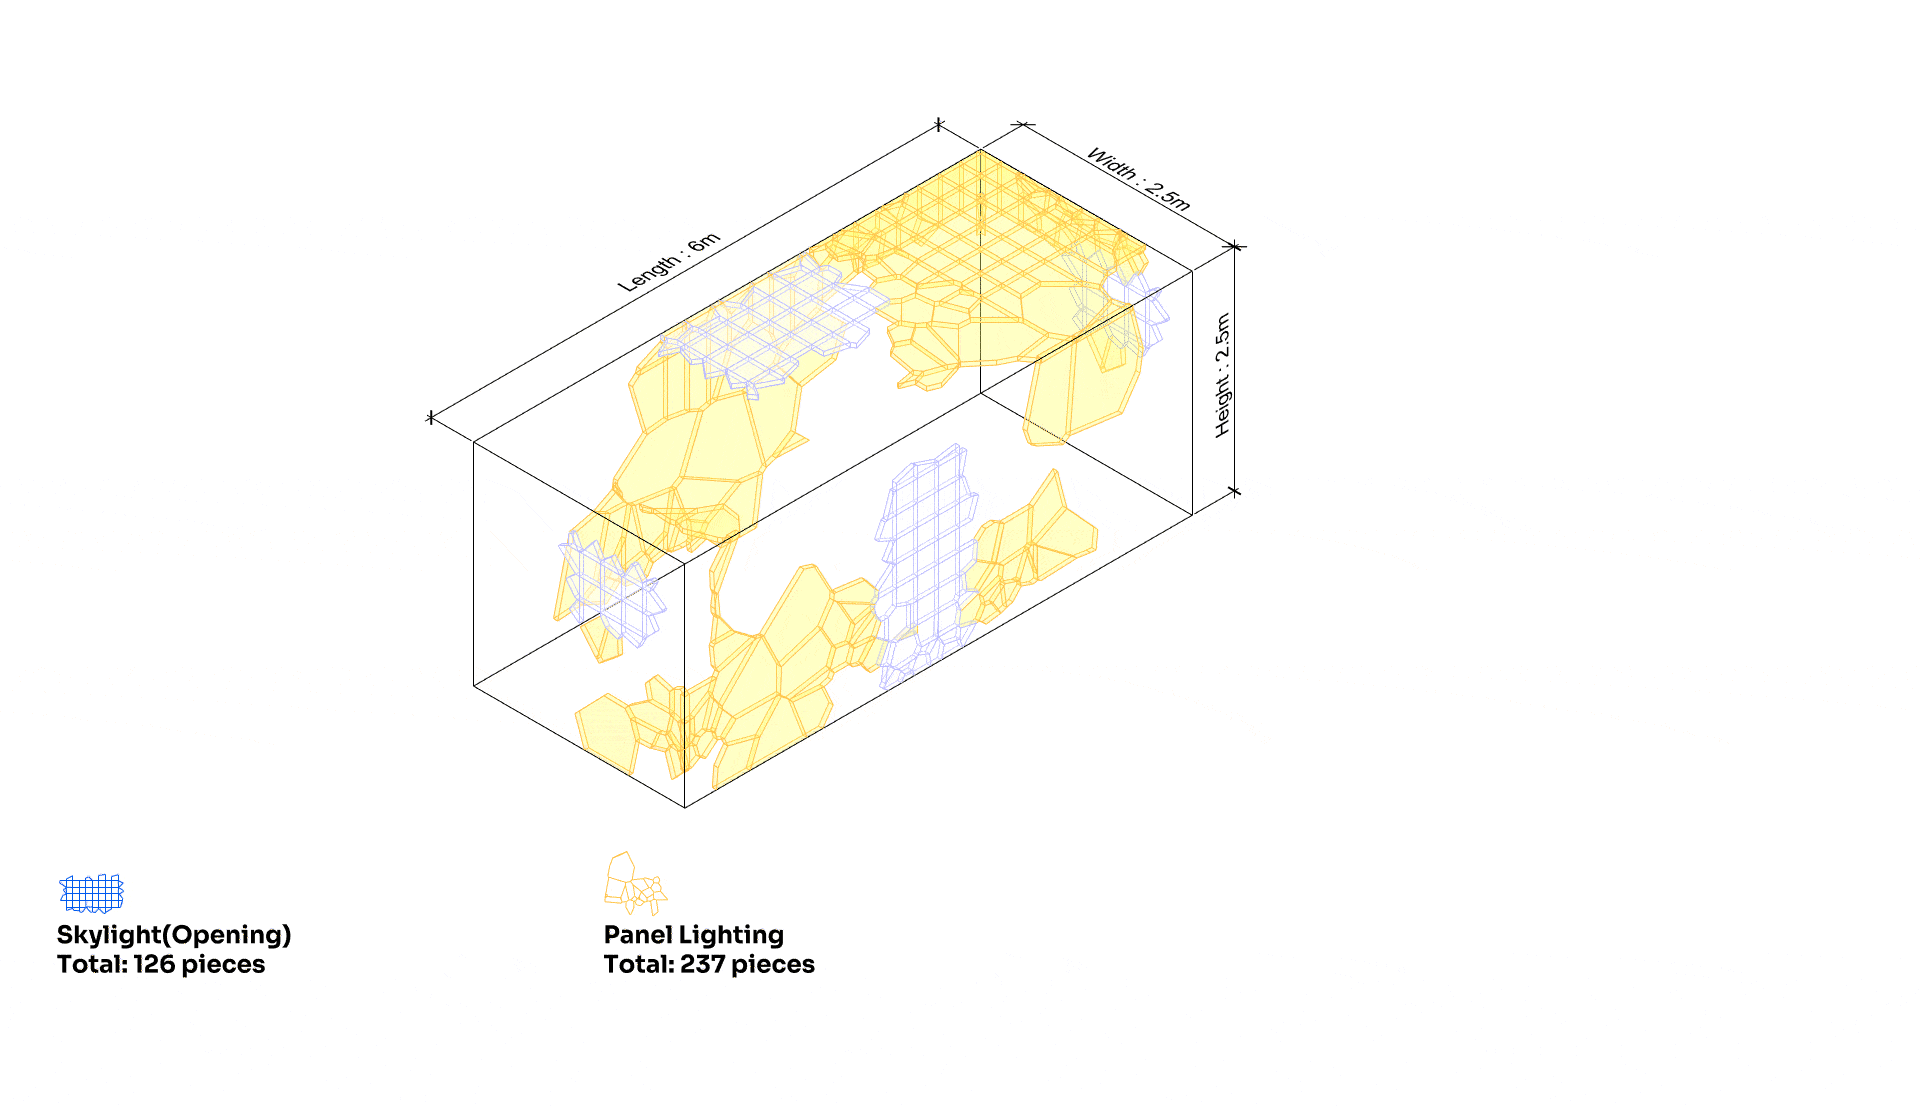 Width : 2.5m
Length : 6m
Height : 2.5m
Skylight(Opening)
Total: 126 pieces
Panel Lighting
Total: 237 pieces